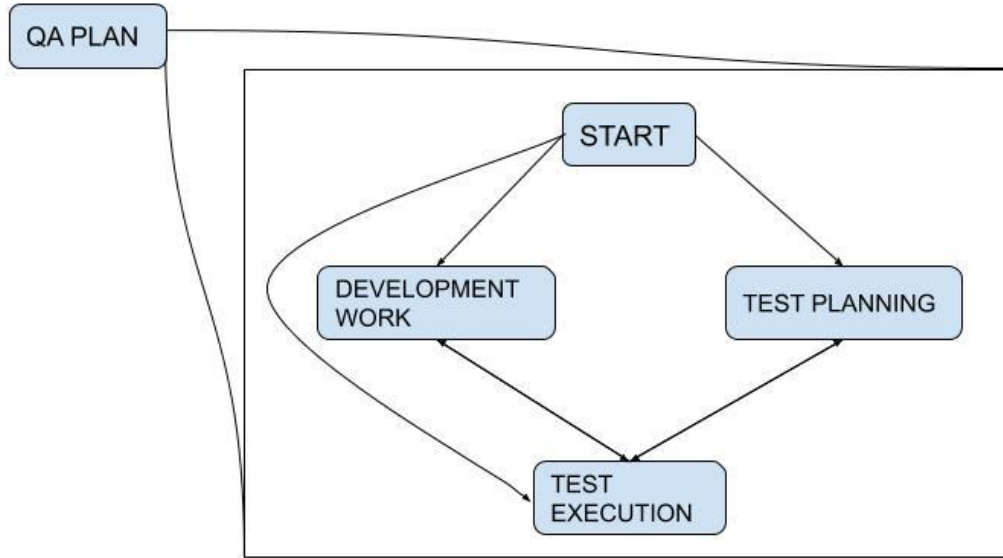 QA PLAN
START
DEVELOPMENT
WORK
TEST PLANNING
TEST
EXECUTION